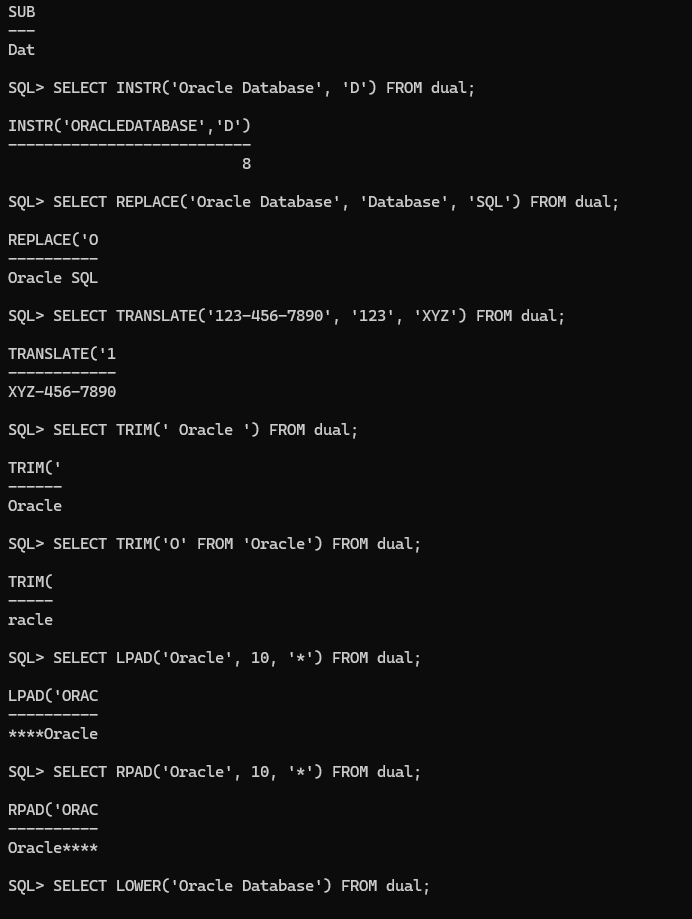 SUB
---
Dat
SQL> SELECT INSTR('Oracle Database', 'D') FROM dual;
INSTR('ORACLEDATABASE','D')
---------------------------
8
SQL> SELECT REPLACE('Oracle Database', 'Database', 'SQL') FROM dual;
REPLACE('O
----------
Oracle SQL
SQL> SELECT TRANSLATE('123-456-7890', '123', 'XYZ') FROM dual;
TRANSLATE('1
------------
XYZ-456-7890
SQL> SELECT TRIM(' Oracle ') FROM dual;
TRIM('
------
Oracle
SQL> SELECT TRIM('O' FROM 'Oracle') FROM dual;
TRIM(
-----
racle
SQL> SELECT LPAD('Oracle', 10, '*') FROM dual;
LPAD('ORAC
----------
****Oracle
SQL> SELECT RPAD('Oracle', 10, '*') FROM dual;
RPAD('ORAC
----------
Oracle****
SQL> SELECT LOWER('Oracle Database') FROM dual;